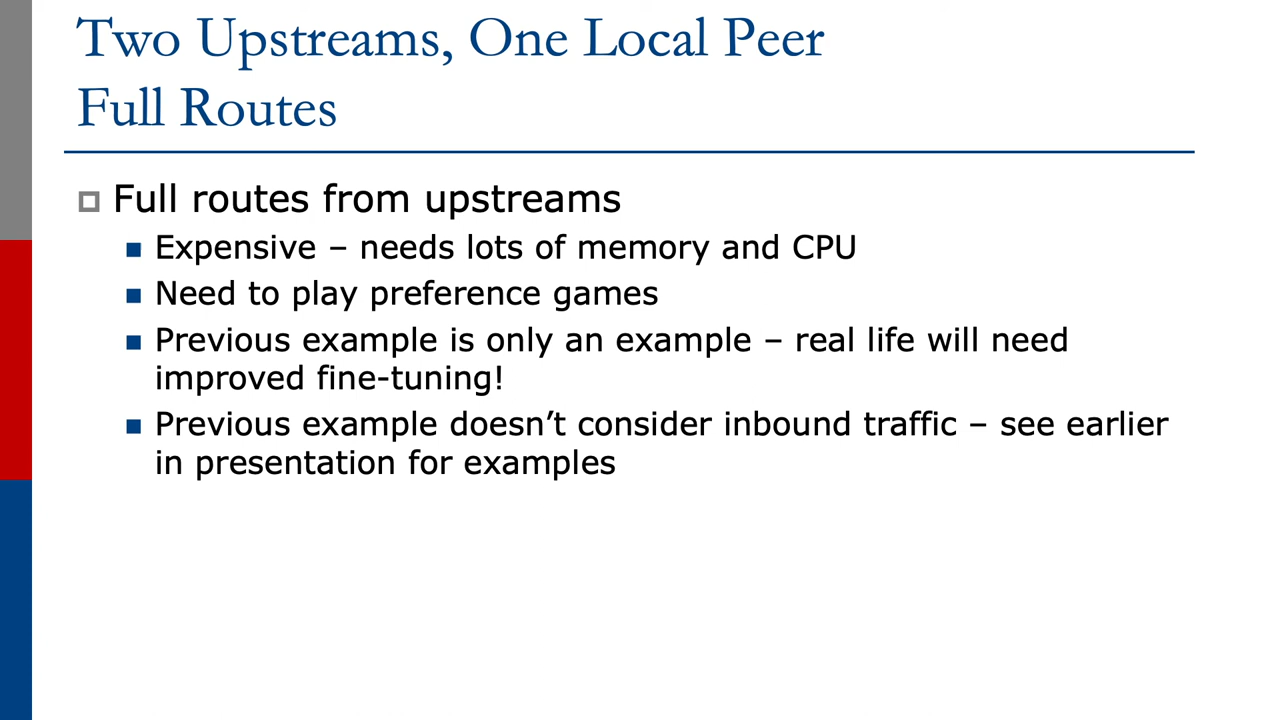 Two Upstreams, One Local Peer
Full Routes
Full routes from upstreams
Expensive – needs lots of memory and CPU
Need to play preference games
Previous example is only an example – real life will need
improved fine-tuning!
Previous example doesn’t consider inbound traffic – see earlier
in presentation for examples